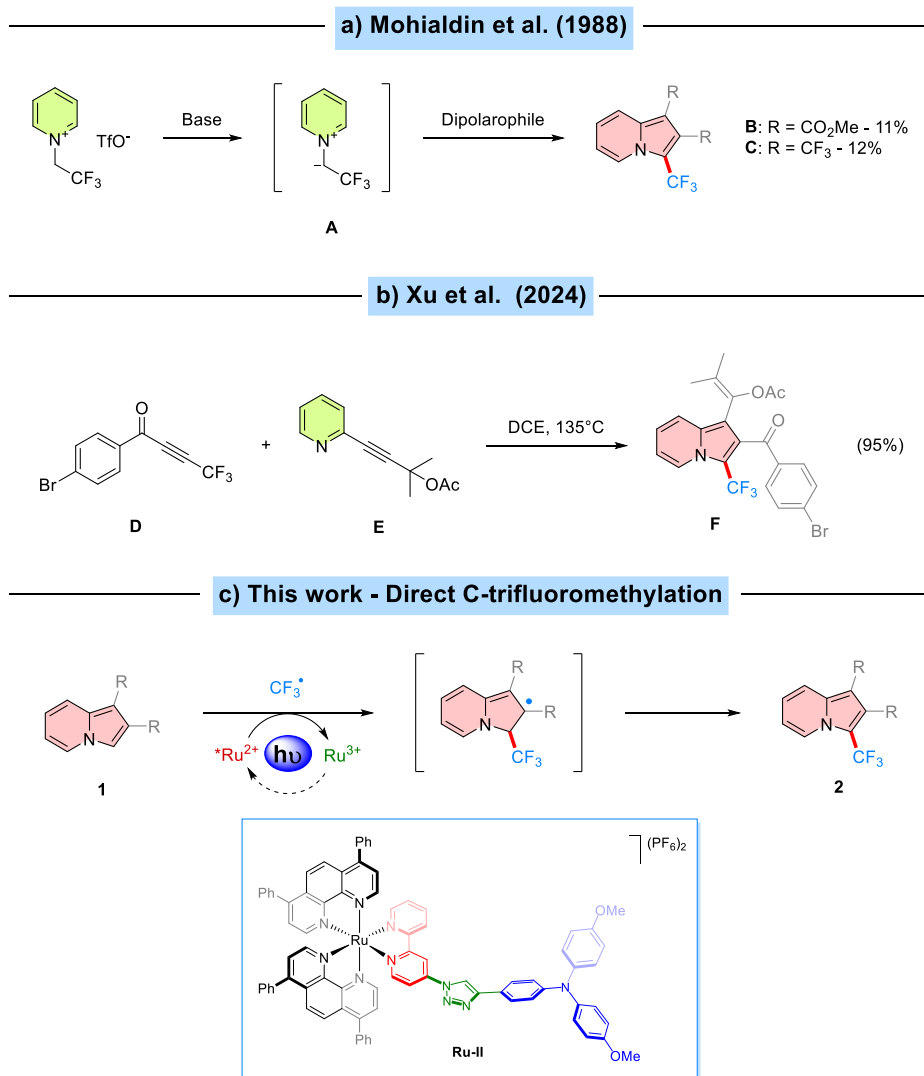 a) Mohialdin et al. (1988)
N+
TfO-
CF3
Base
N+
-
CF3
A
Dipolarophile
R
R
N
CF3
B: R = CO2Me - 11%
C: R = CF3 - 12%
b) Xu et al. (2024)
O
Br
CF3
D
+
N
OAc
E
DCE, 135°C
OAc
O
N
CF3
Br
F
(95%)
c) This work - Direct C-trifluoromethylation
R
R
N
1
CF3•
*Ru2+
hυ
Ru3+
R
•
R
N
CF3
R
R
N
CF3
2
Ph
Ph
N
N
Ru
N
N
N
N
Ph
Ph
N
N=N
N
OMe
OMe
(PF6)2
Ru-II